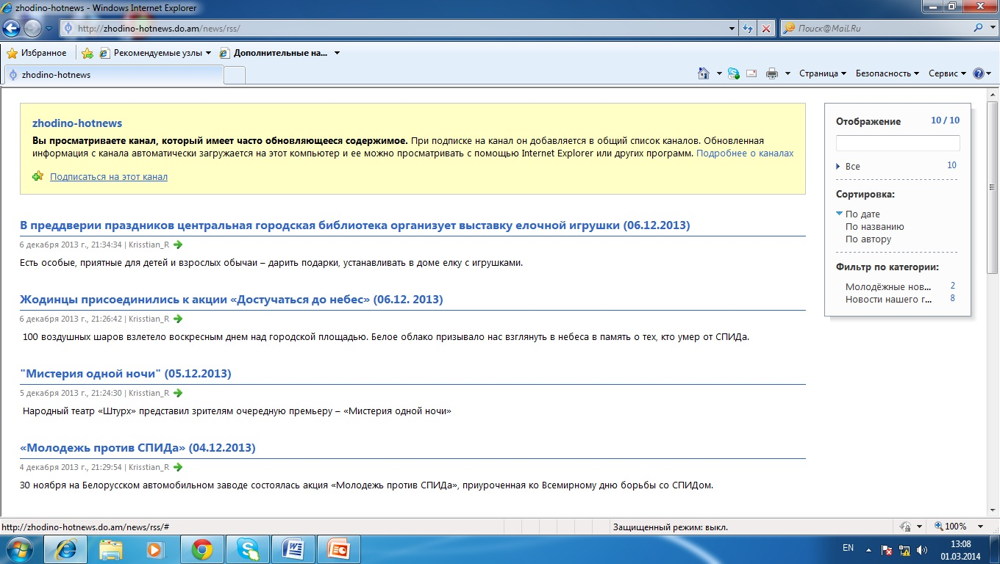 zhodino-hotnews - Windows Internet Explorer
http://zhodino-hotnews.do.am/news/rss/
Поиск@Mail.Ru
Избранное
Рекомендуемые узлы
Дополнительные на...
zhodino-hotnews
Страница
Безопасность
Сервис
zhodino-hotnews
Вы просматриваете канал, который имеет часто обновляющееся содержимое. При подписке на канал он добавляется в общий список каналов. Обновленная
информация с канала автоматически загружается на этот компьютер и ее можно просматривать с помощью Internet Explorer или других программ. Подробнее о каналах
Подписаться на этот канал
В преддверии праздников центральная городская библиотека организует выставку елочной игрушки (06.12.2013)
6 декабря 2013 г., 21:34:34 | Krisstian_R
Есть особые, приятные для детей и взрослых обычаи – дарить подарки, устанавливать в доме елку с игрушками.
Жодинцы присоединились к акции «Достучаться до небес» (06.12. 2013)
6 декабря 2013 г., 21:26:42 | Krisstian_R
100 воздушных шаров взлетело воскресным днем над городской площадью. Белое облако призывало нас взглянуть в небеса в память о тех, кто умер от СПИДа.
"Мистерия одной ночи" (05.12.2013)
5 декабря 2013 г., 21:24:30 | Krisstian_R
Народный театр «Штурх» представил зрителям очередную премьеру – «Мистерия одной ночи»
«Молодежь против СПИДа» (04.12.2013)
4 декабря 2013 г., 21:29:54 | Krisstian_R
30 ноября на Белорусском автомобильном заводе состоялась акция «Молодежь против СПИДа», приуроченная ко Всемирному дню борьбы со СПИДом.
Отображение 10 / 10
Все 10
Сортировка:
По дате
По названию
По автору
Фильтр по категории:
Молодёжные нов... 2
Новости нашего г... 8
http://zhodino-hotnews.do.am/news/rss/#
Защищенный режим: выкл.
100%
EN
13:08
01.03.2014